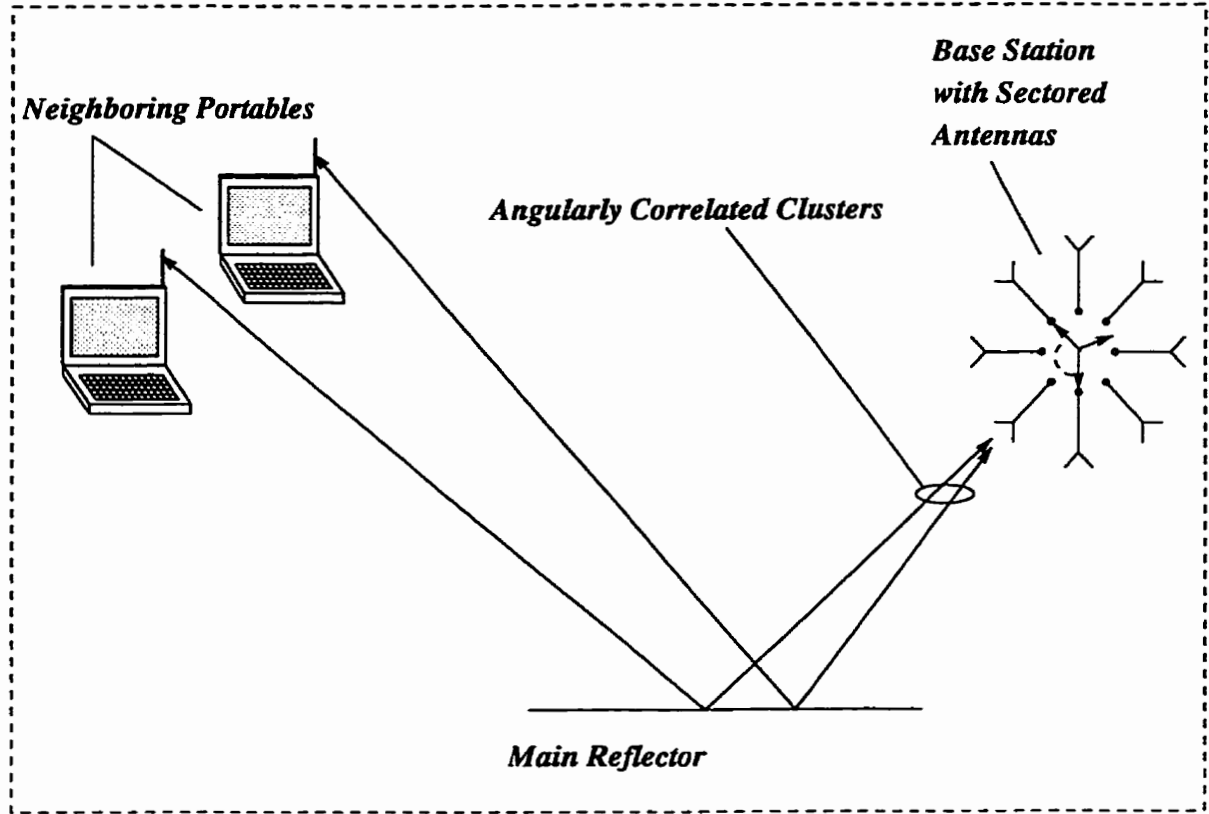 Base Station
with Sectored
Antennas
Neighboring Portables
Angularly Correlated Clusters
Main Reflector